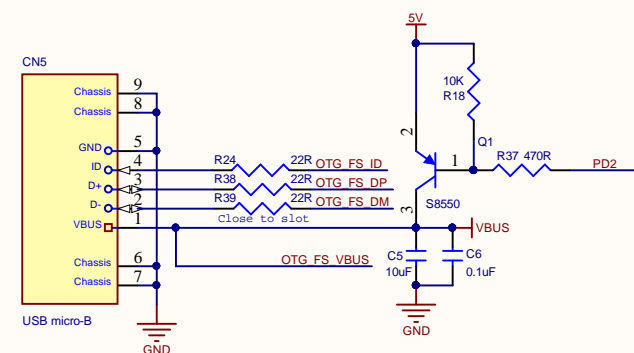 5V
CN5
Chassis 9
Chassis 8
GND 5
ID 4
D+ 3
D- 2
VBUS 1
Chassis 6
Chassis 7
USB micro-B
GND
R24 22R OTG_FS_ID
R38 22R OTG_FS_DP
R39 22R OTG_FS_DM
Close to slot
OTG_FS_VBUS
10K
R18
2
Q1
1
R37 470R
PD2
S8550
3
VBUS
C5
10uF
C6
0.1uF
GND